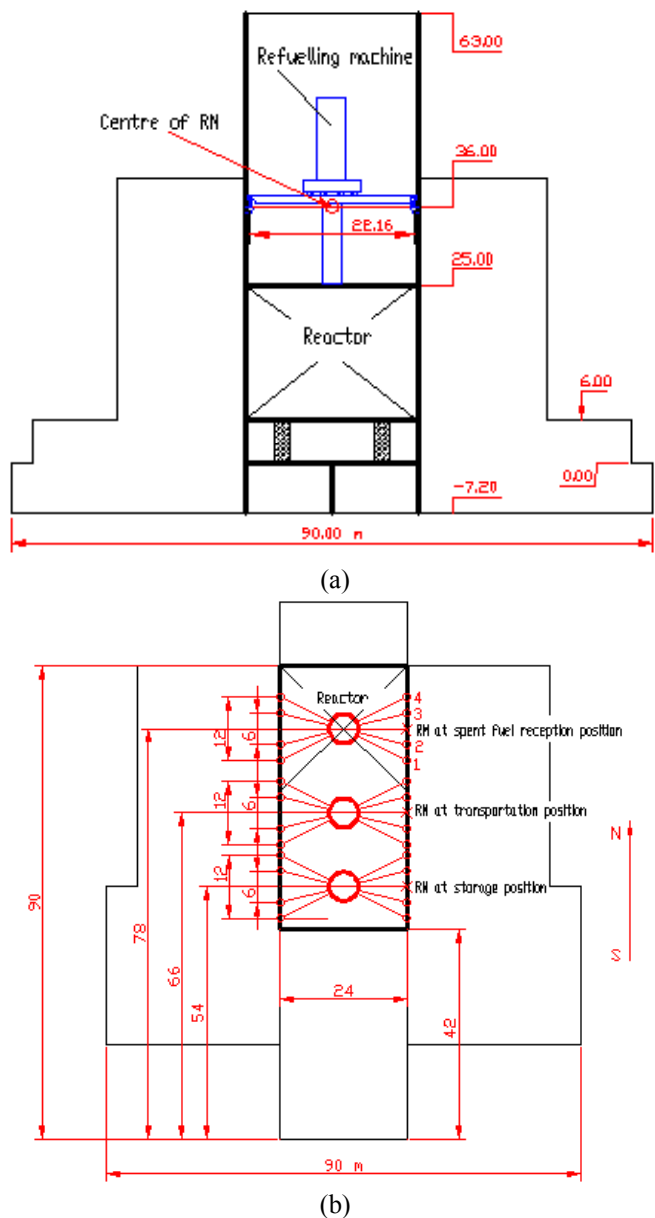 63.00
Refuelling machine
Centre of RM
36.00
22.16
25.00
Reactor
6.00
0.00
-7.20
90.00 m
(a)
Reactor
4
3
RM at spent fuel reception position
2
1
12
6
12
6
RM at transportation position
N
12
6
RM at storage position
90
78
66
54
24
42
S
90 m
(b)